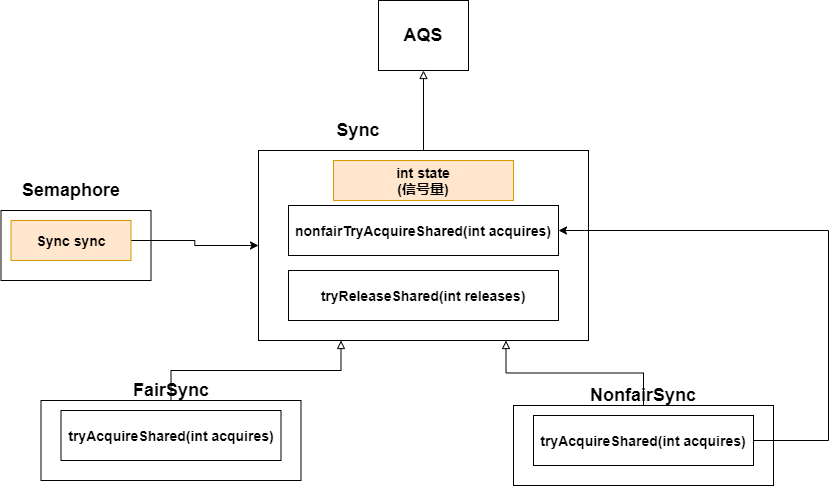 AQS
Sync
int state
(信号量)
Semaphore
nonfairTryAcquireShared(int acquires)
Sync sync
tryReleaseShared(int releases)
FairSync
NonfairSync
tryAcquireShared(int acquires)
tryAcquireShared(int acquires)